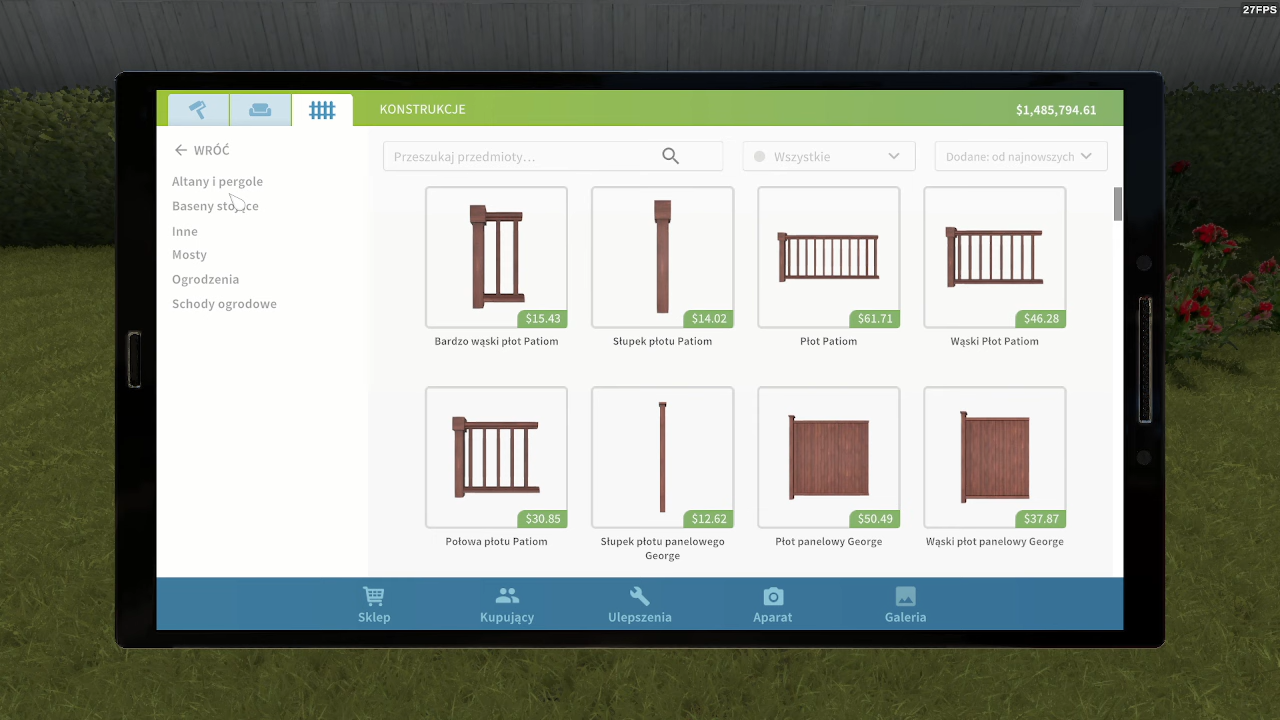 27FPS
KONSTRUKCJE
$1,485,794.61
WRÓĆ
Przeszukaj przedmioty...
Wszystkie
Dodane: od najnowszych
Altany i pergole
Baseny
Inne
Mosty
Ogrodzenia
Schody ogrodowe
$15.43
$14.02
$61.71
$46.28
Bardzo wąski płot Patiom
Słupek płotu Patiom
Płot Patiom
Wąski Płot Patiom
$30.85
$12.62
$50.49
$37.87
Połowa płotu Patiom
Słupek płotu panelowego
George
Płot panelowy George
Wąski płot panelowy George
Sklep
Kupujący
Ulepszenia
Aparat
Galeria